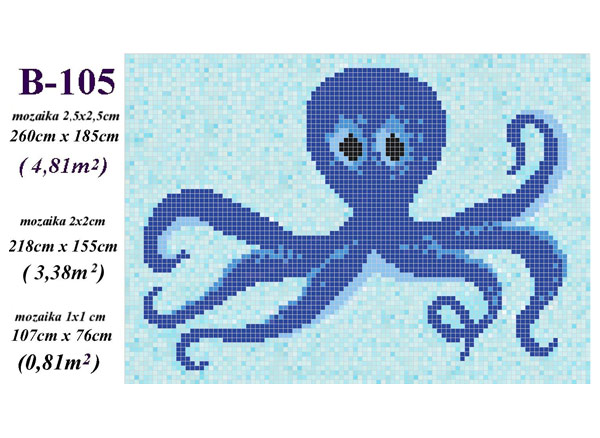 B-105
mozaika 2,5x2,5cm
260cm x 185cm
( 4,81m²)
mozaika 2x2cm
218cm x 155cm
( 3,38m²)
mozaika 1x1 cm
107cm x 76cm
(0,81m²)